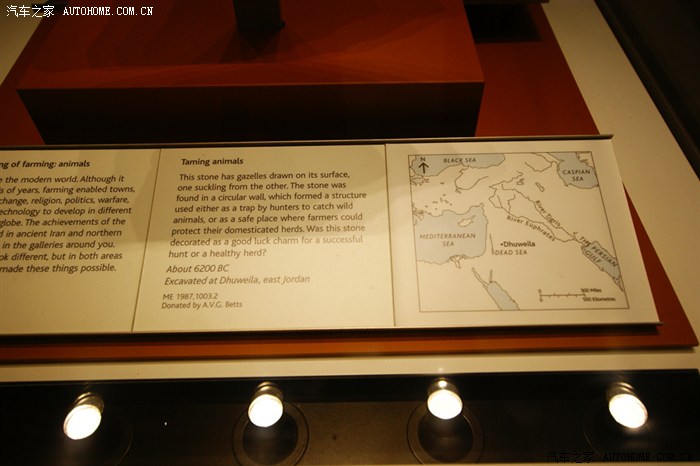 汽车之家 AUTOHOME.COM.CN
ng of farming: animals
e the modern world. Although it
ds of years, farming enabled towns,
change, religion, politics, warfare,
echnology to develop in different
globe. The achievements of the
d in ancient Iran and northern
in the galleries around you.
ok different, but in both areas
made these things possible.
Taming animals
This stone has gazelles drawn on its surface,
one suckling from the other. The stone was
found in a circular wall, which formed a structure
used either as a trap by hunters to catch wild
animals, or as a safe place where farmers could
protect their domesticated herds. Was this stone
decorated as a good luck charm for a successful
hunt or a healthy herd?
About 6200 BC
Excavated at Dhuweila, east Jordan
ME 1987,1003.2
Donated by A.V.G. Betts
N
BLACK SEA
CASPIAN
SEA
River Tigris
River Euphrates
MEDITERRANEAN
SEA
Dhuweila
DEAD SEA
THE PERSIAN
GULF
300 Miles
500 Kilometres
汽车之家 AUTOHOME.COM.CN